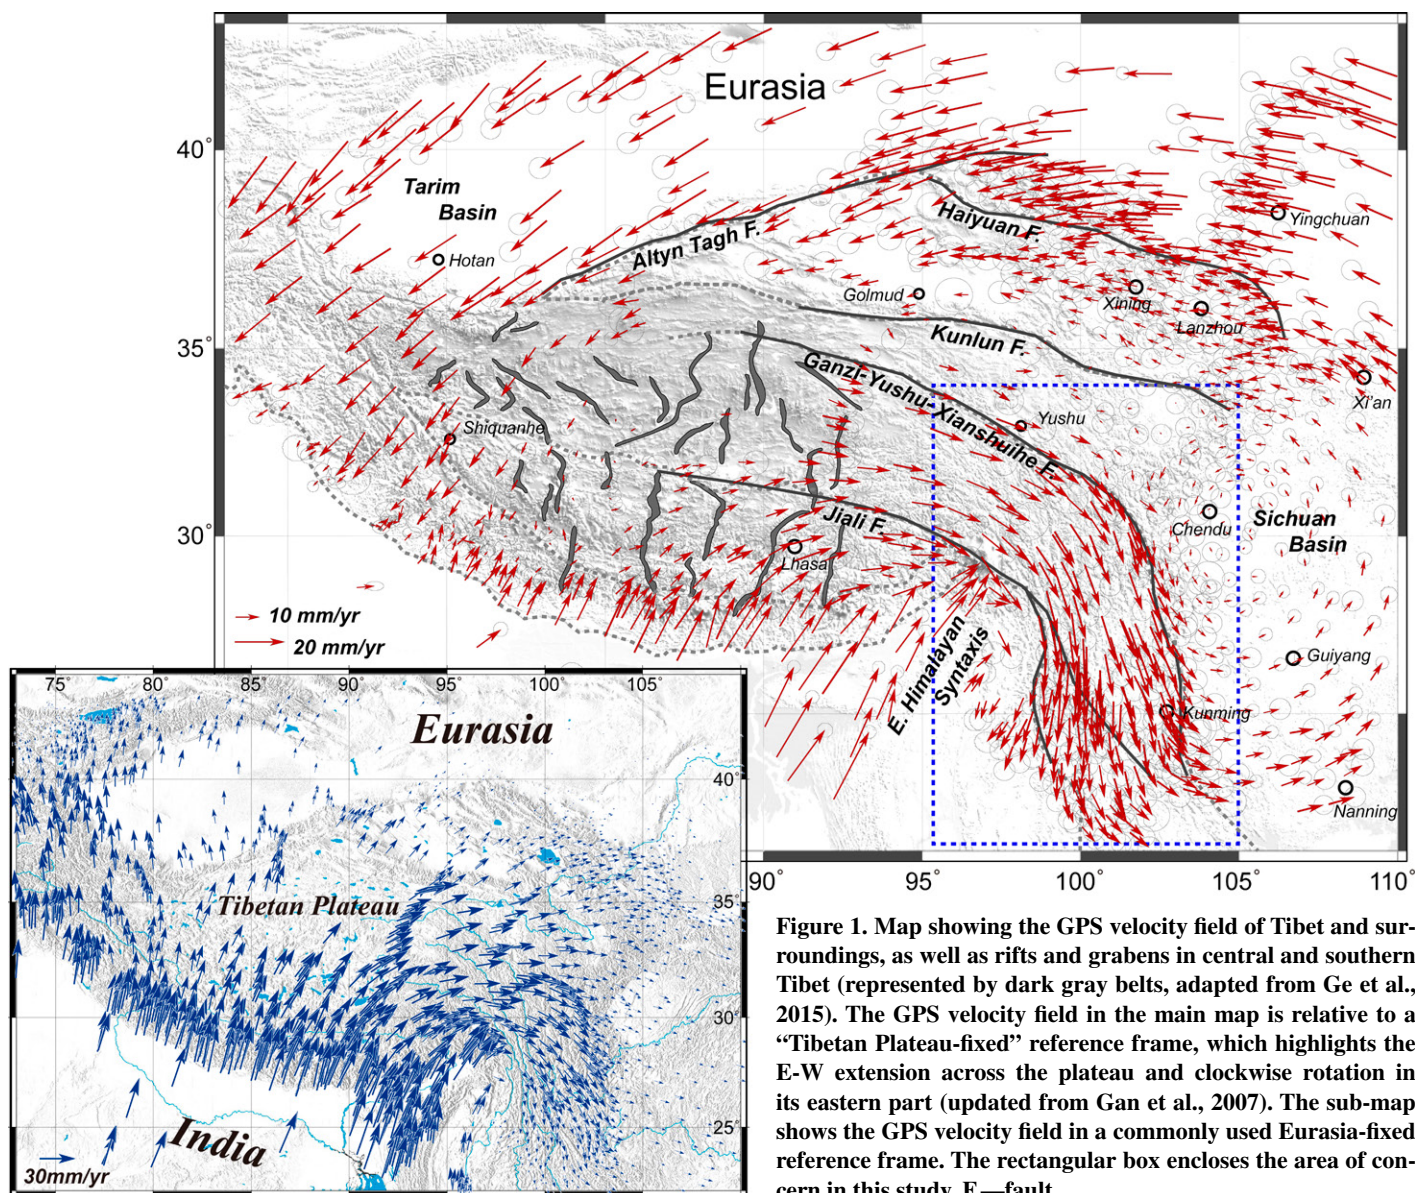 Eurasia
40°
Tarim
Basin
Hotan
Altyn Tagh F.
Haiyuan F.
Yingchuan
Golmud
Xining
Lanzhou
35°
Kunlun F.
Ganzi-Yushu-Xianshuihe F.
Xi'an
Shiquanhe
Yushu
30°
Jiali F.
Lhasa
Chendu
Sichuan
Basin
10 mm/yr
20 mm/yr
E. Himalayan
Syntaxis
Guiyang
Kunming
Nanning
90°
95°
100°
105°
110°
75
80
85
90
95
100
105°
Eurasia
40°
35°
Tibetan Plateau
30°
India
25°
30mm/yr
Figure 1. Map showing the GPS velocity field of Tibet and sur-
roundings, as well as rifts and grabens in central and southern
Tibet (represented by dark gray belts, adapted from Ge et al.,
2015). The GPS velocity field in the main map is relative to a
“Tibetan Plateau-fixed” reference frame, which highlights the
E-W extension across the plateau and clockwise rotation in
its eastern part (updated from Gan et al., 2007). The sub-map
shows the GPS velocity field in a commonly used Eurasia-fixed
reference frame. The rectangular box encloses the area of con-
cern in this study. F.—fault